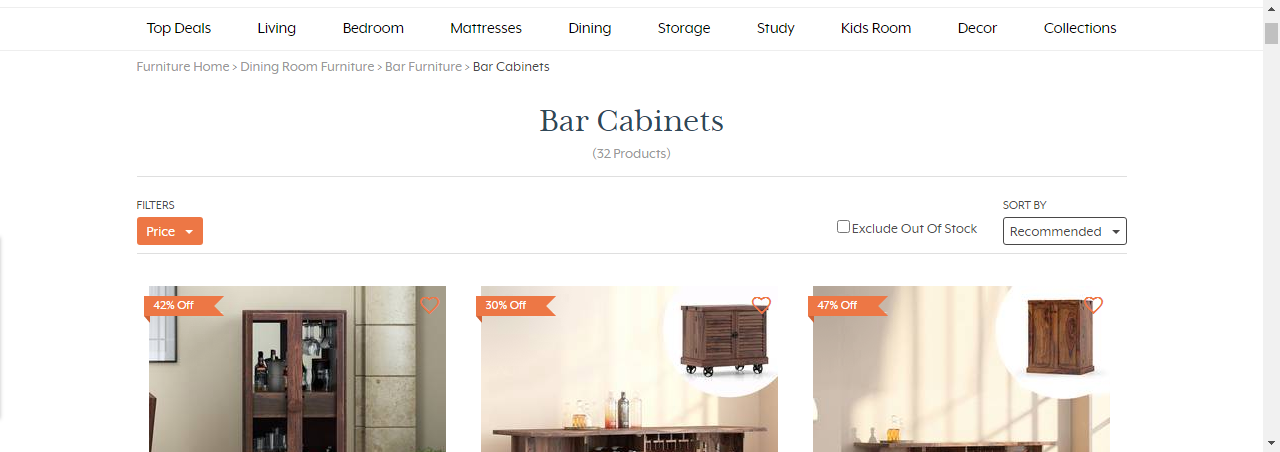 Top Deals Living Bedroom Mattresses Dining Storage Study Kids Room Decor Collections
Furniture Home > Dining Room Furniture > Bar Furniture > Bar Cabinets
Bar Cabinets
(32 Products)
FILTERS
Price
Exclude Out Of Stock
SORT BY
Recommended
42% Off
30% Off
47% Off